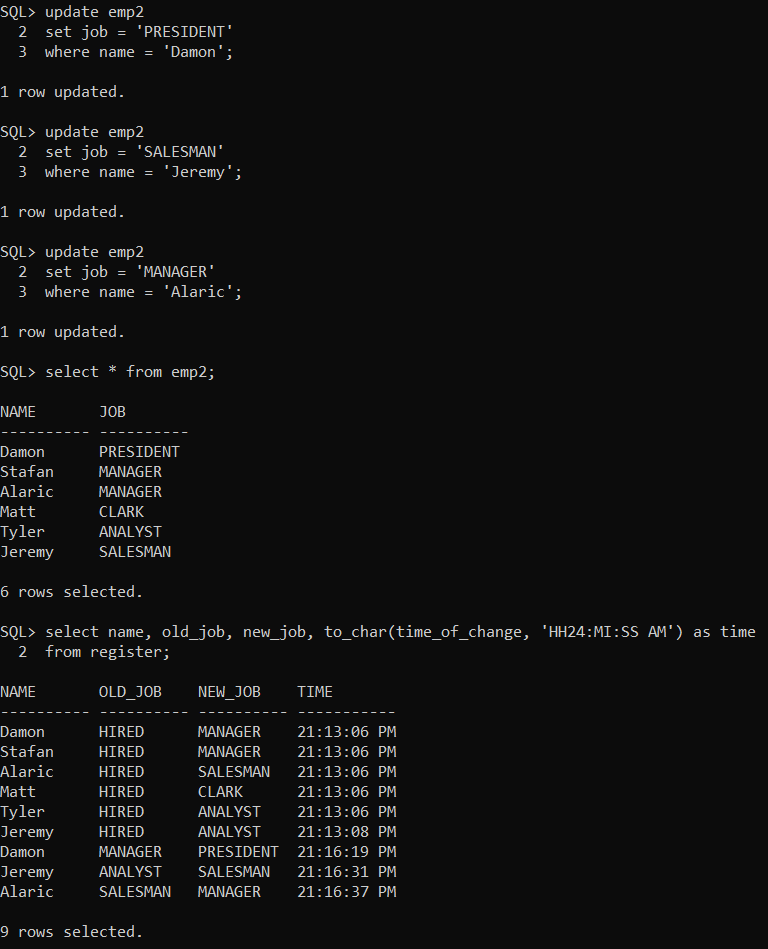 SQL> update emp2
  2  set job = 'PRESIDENT'
  3  where name = 'Damon';

1 row updated.

SQL> update emp2
  2  set job = 'SALESMAN'
  3  where name = 'Jeremy';

1 row updated.

SQL> update emp2
  2  set job = 'MANAGER'
  3  where name = 'Alaric';

1 row updated.

SQL> select * from emp2;

NAME       JOB
---------- ----------
Damon      PRESIDENT
Stafan     MANAGER
Alaric     MANAGER
Matt       CLARK
Tyler      ANALYST
Jeremy     SALESMAN

6 rows selected.

SQL> select name, old_job, new_job, to_char(time_of_change, 'HH24:MI:SS AM') as time
  2  from register;

NAME       OLD_JOB    NEW_JOB    TIME
---------- ---------- ---------- -----------
Damon      HIRED      MANAGER    21:13:06 PM
Stafan     HIRED      MANAGER    21:13:06 PM
Alaric     HIRED      SALESMAN   21:13:06 PM
Matt       HIRED      CLARK      21:13:06 PM
Tyler      HIRED      ANALYST    21:13:06 PM
Jeremy     HIRED      ANALYST    21:13:08 PM
Damon      MANAGER    PRESIDENT  21:16:19 PM
Jeremy     ANALYST    SALESMAN   21:16:31 PM
Alaric     SALESMAN   MANAGER    21:16:37 PM

9 rows selected.